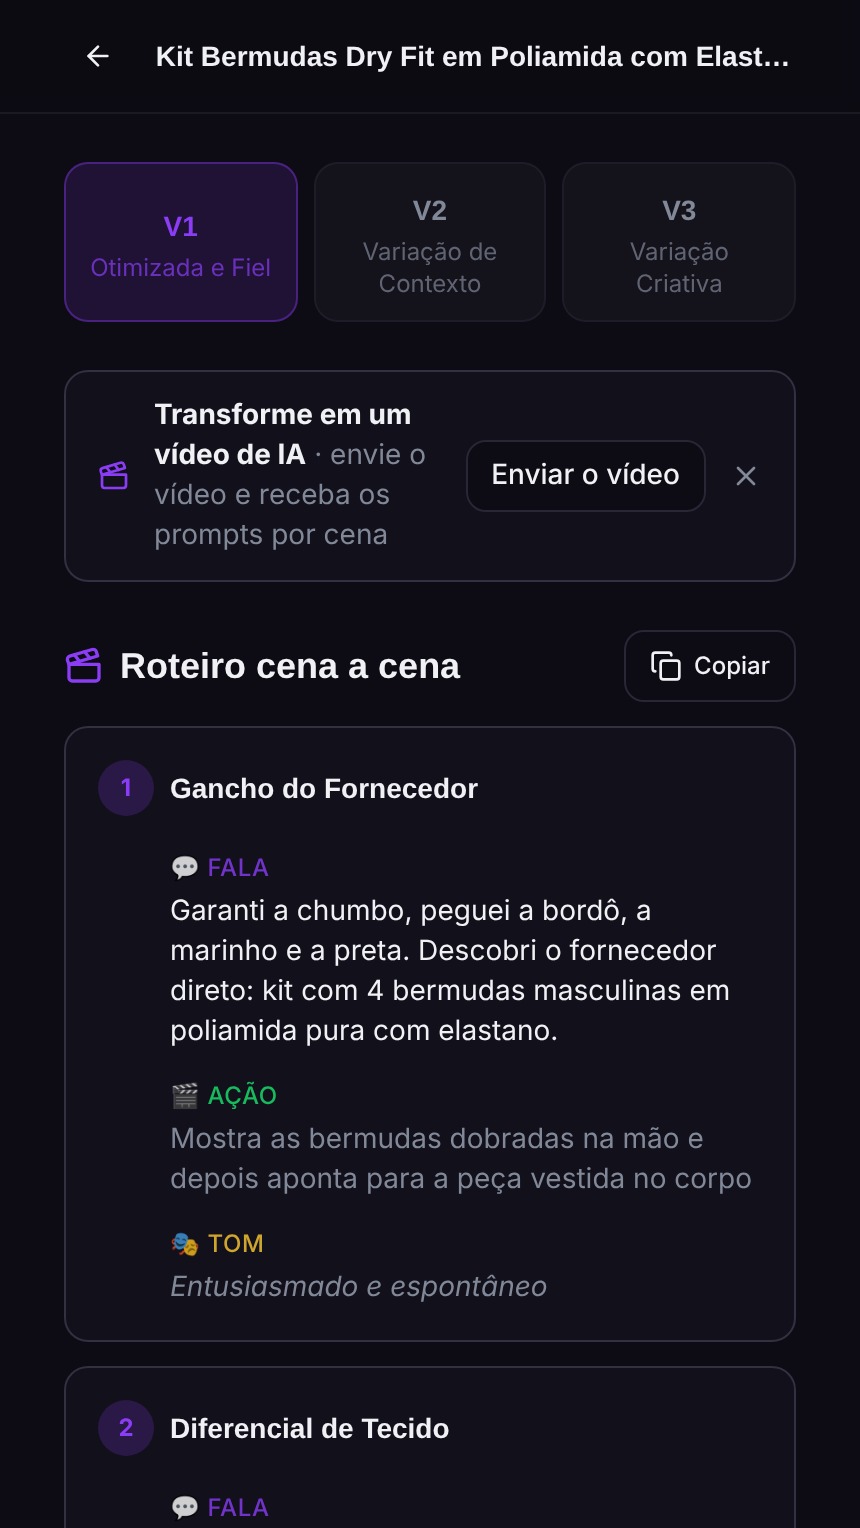 Kit Bermudas Dry Fit em Poliamida com Elast...
V1
Otimizada e Fiel
V2
Variação de
Contexto
V3
Variação
Criativa
Transforme em um
vídeo de IA · envie o
vídeo e receba os
prompts por cena
Enviar o vídeo
Roteiro cena a cena
Copiar
1
Gancho do Fornecedor
FALA
Garanti a chumbo, peguei a bordô, a
marinho e a preta. Descobri o fornecedor
direto: kit com 4 bermudas masculinas em
poliamida pura com elastano.
AÇÃO
Mostra as bermudas dobradas na mão e
depois aponta para a peça vestida no corpo
TOM
Entusiasmado e espontâneo
2
Diferencial de Tecido
FALA